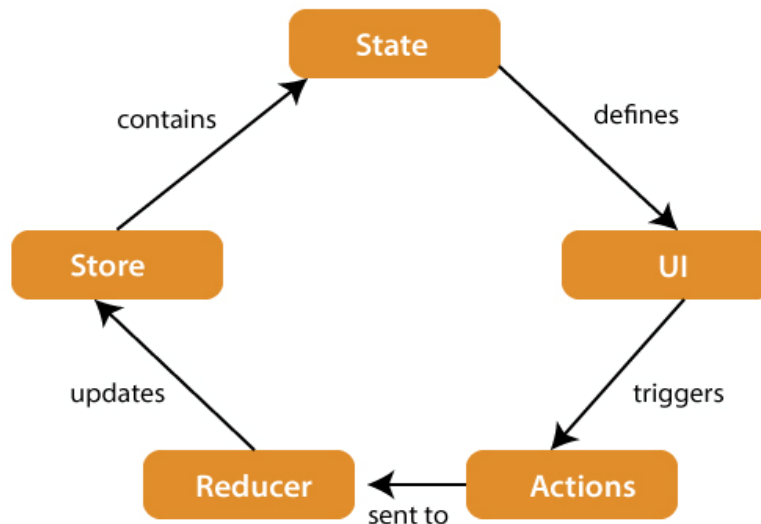 State
contains
defines
Store
UI
updates
triggers
Reducer
Actions
sent to